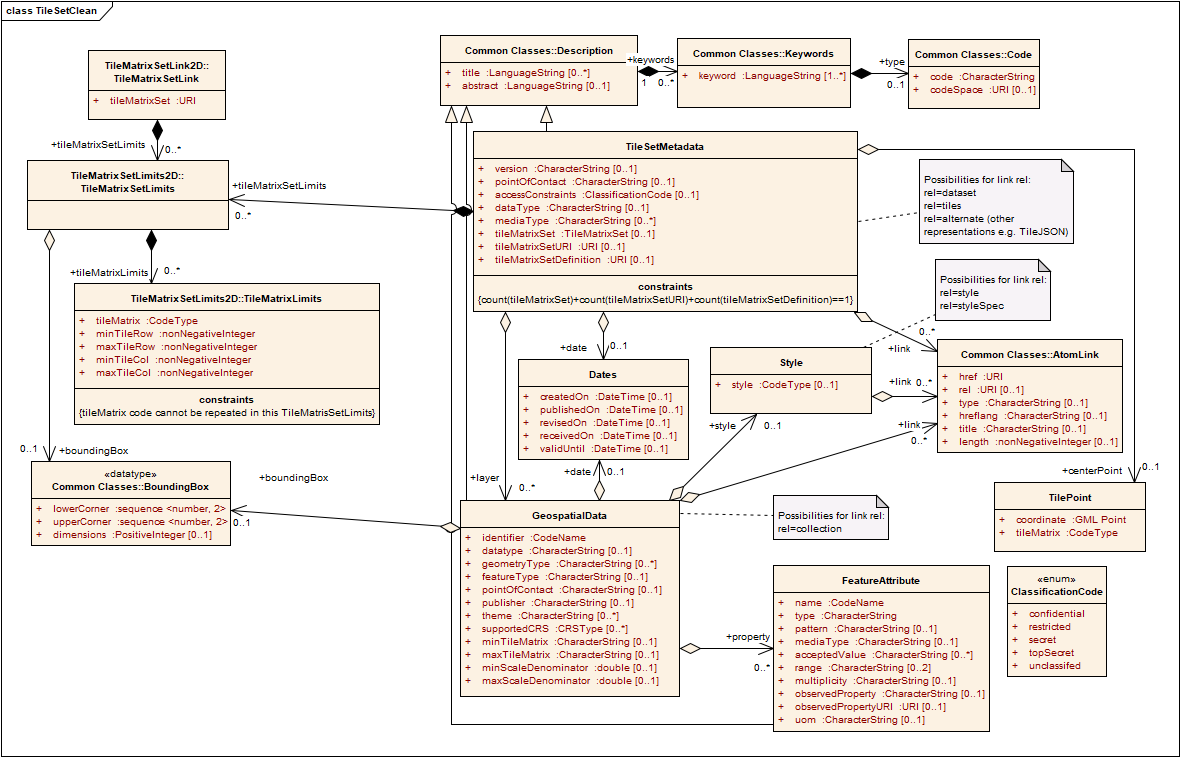 class TileSetClean
TileMatrixSetLink2D::
TileMatrixSetLink
+ tileMatrixSet :URI
+tileMatrixSetLimits
0..*
TileMatrixSetLimits2D::
TileMatrixSetLimits
+tileMatrixSetLimits
0..*
+tileMatrixLimits
0..*
TileMatrixSetLimits2D::TileMatrixLimits
+ tileMatrix :CodeType
+ minTileRow :nonNegativeInteger
+ maxTileRow :nonNegativeInteger
+ minTileCol :nonNegativeInteger
+ maxTileCol :nonNegativeInteger
constraints
{tileMatrix code cannot be repeated in this TileMatrisSetLimits}
0..1
+boundingBox
«datatype»
Common Classes::BoundingBox
+ lowerCorner :sequence <number, 2>
+ upperCorner :sequence <number, 2>
+ dimensions :PositiveInteger [0..1]
+boundingBox
0..1
Common Classes::Description
+ title :LanguageString [0..*]
+ abstract :LanguageString [0..1]
+keywords
1
0..*
Common Classes::Keywords
+ keyword :LanguageString [1..*]
+type
0..1
Common Classes::Code
+ code :CharacterString
+ codeSpace :URI [0..1]
TileSetMetadata
+ version :CharacterString [0..1]
+ pointOfContact :CharacterString [0..1]
+ accessConstraints :ClassificationCode [0..1]
+ dataType :CharacterString [0..1]
+ mediaType :CharacterString [0..*]
+ tileMatrixSet :TileMatrixSet [0..1]
+ tileMatrixSetURI :URI [0..1]
+ tileMatrixSetDefinition :URI [0..1]
constraints
{count(tileMatrixSet)+count(tileMatrixSetURI)+count(tileMatrixSetDefinition)==1}
Possibilities for link rel:
rel=dataset
rel=tiles
rel=alternate (other
representations e.g. TileJSON)
Possibilities for link rel:
rel=style
rel=styleSpec
+date
0..1
Dates
+ createdOn :DateTime [0..1]
+ publishedOn :DateTime [0..1]
+ revisedOn :DateTime [0..1]
+ receivedOn :DateTime [0..1]
+ validUntil :DateTime [0..1]
+date
0..1
Style
+ style :CodeType [0..1]
+style
0..1
0..*
+link
+link
0..*
+link
0..*
Common Classes::AtomLink
+ href :URI
+ rel :URI [0..1]
+ type :CharacterString [0..1]
+ hreflang :CharacterString [0..1]
+ title :CharacterString [0..1]
+ length :nonNegativeInteger [0..1]
+centerPoint
0..1
TilePoint
+ coordinate :GML Point
+ tileMatrix :CodeType
+layer
0..*
GeospatialData
+ identifier :CodeName
+ datatype :CharacterString [0..1]
+ geometryType :CharacterString [0..*]
+ featureType :CharacterString [0..1]
+ pointOfContact :CharacterString [0..1]
+ publisher :CharacterString [0..1]
+ theme :CharacterString [0..*]
+ supportedCRS :CRSType [0..*]
+ minTileMatrix :CharacterString [0..1]
+ maxTileMatrix :CharacterString [0..1]
+ minScaleDenominator :double [0..1]
+ maxScaleDenominator :double [0..1]
Possibilities for link rel:
rel=collection
+property
0..*
FeatureAttribute
+ name :CodeName
+ type :CharacterString
+ pattern :CharacterString [0..1]
+ mediaType :CharacterString [0..1]
+ acceptedValue :CharacterString [0..*]
+ range :CharacterString [0..2]
+ multiplicity :CharacterString [0..1]
+ observedProperty :CharacterString [0..1]
+ observedPropertyURI :URI [0..1]
+ uom :CharacterString [0..1]
«enum»
ClassificationCode
+ confidential
+ restricted
+ secret
+ topSecret
+ unclassifed